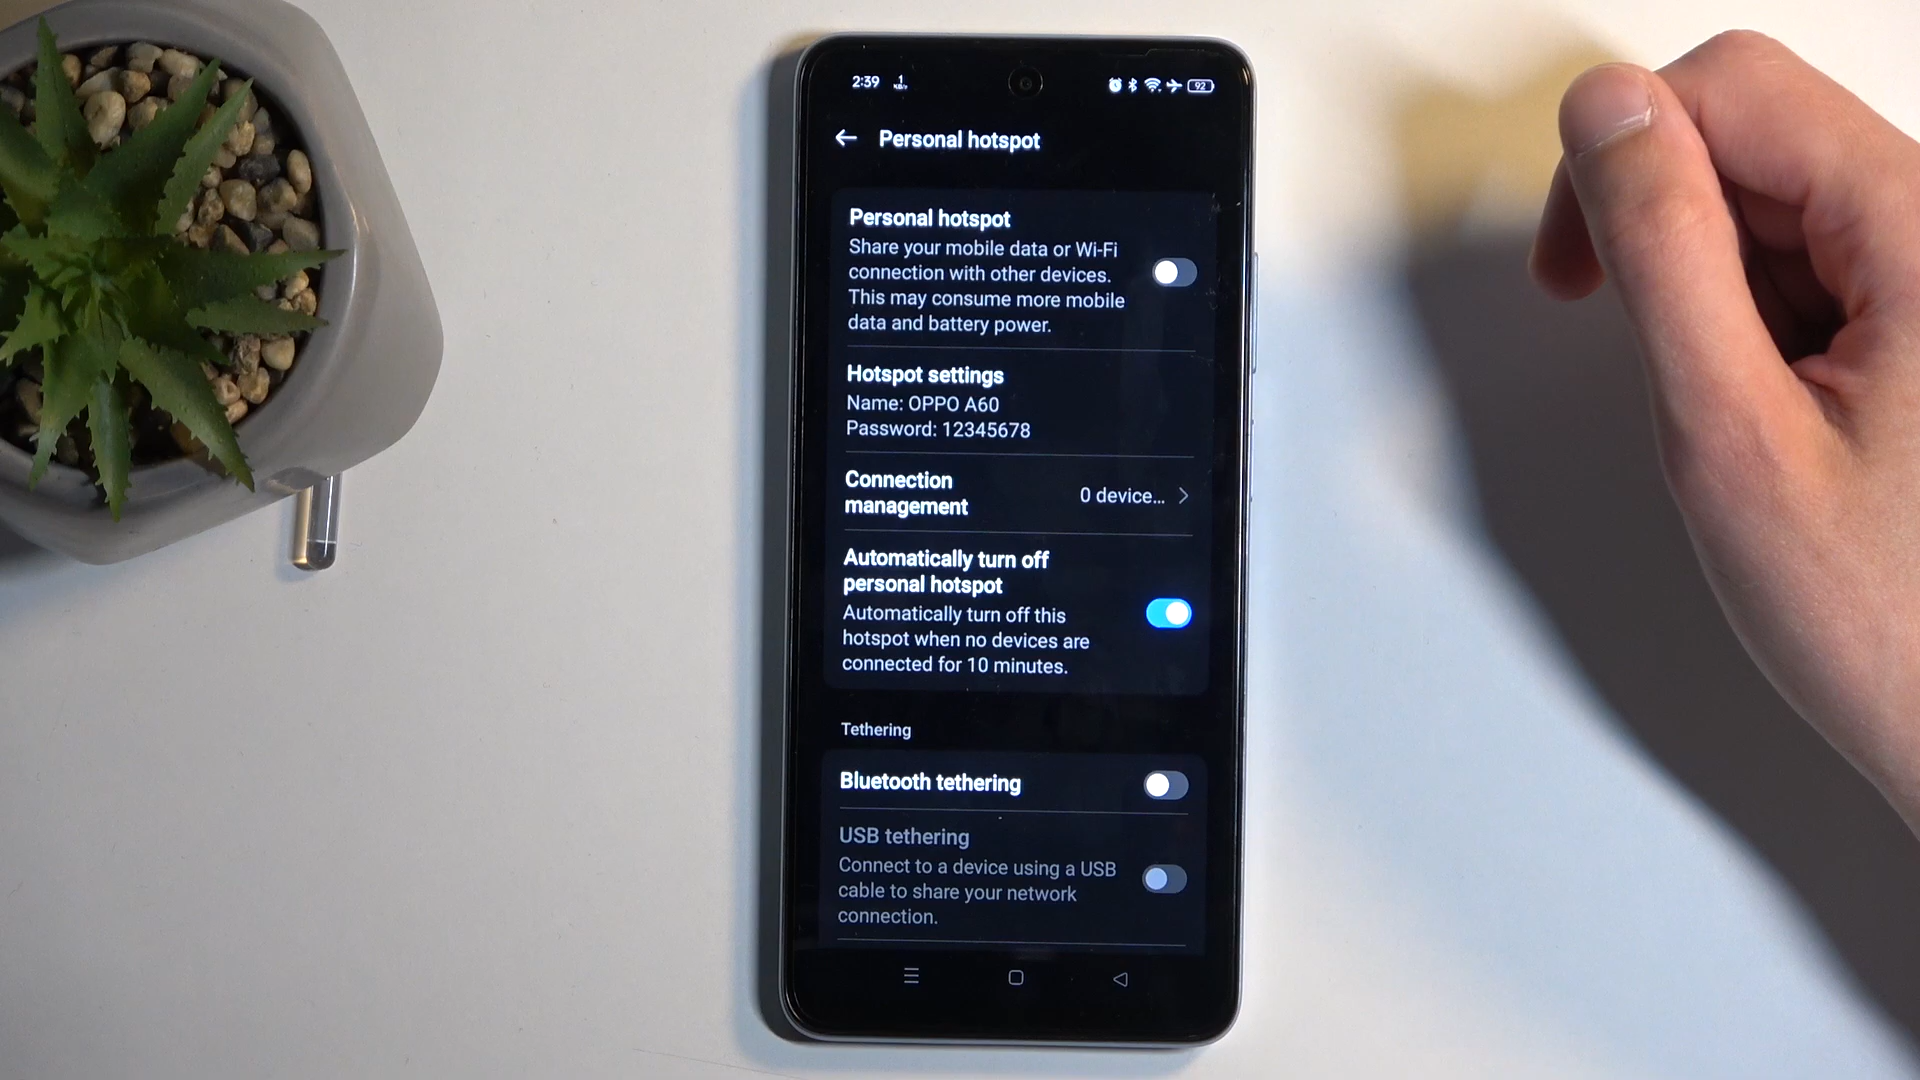 2:39 1 KB/s 92
Personal hotspot
Personal hotspot
Share your mobile data or Wi-Fi
connection with other devices.
This may consume more mobile
data and battery power.
Hotspot settings
Name: OPPO A60
Password: 12345678
Connection
management
0 device...
Automatically turn off
personal hotspot
Automatically turn off this
hotspot when no devices are
connected for 10 minutes.
Tethering
Bluetooth tethering
USB tethering
Connect to a device using a USB
cable to share your network
connection.